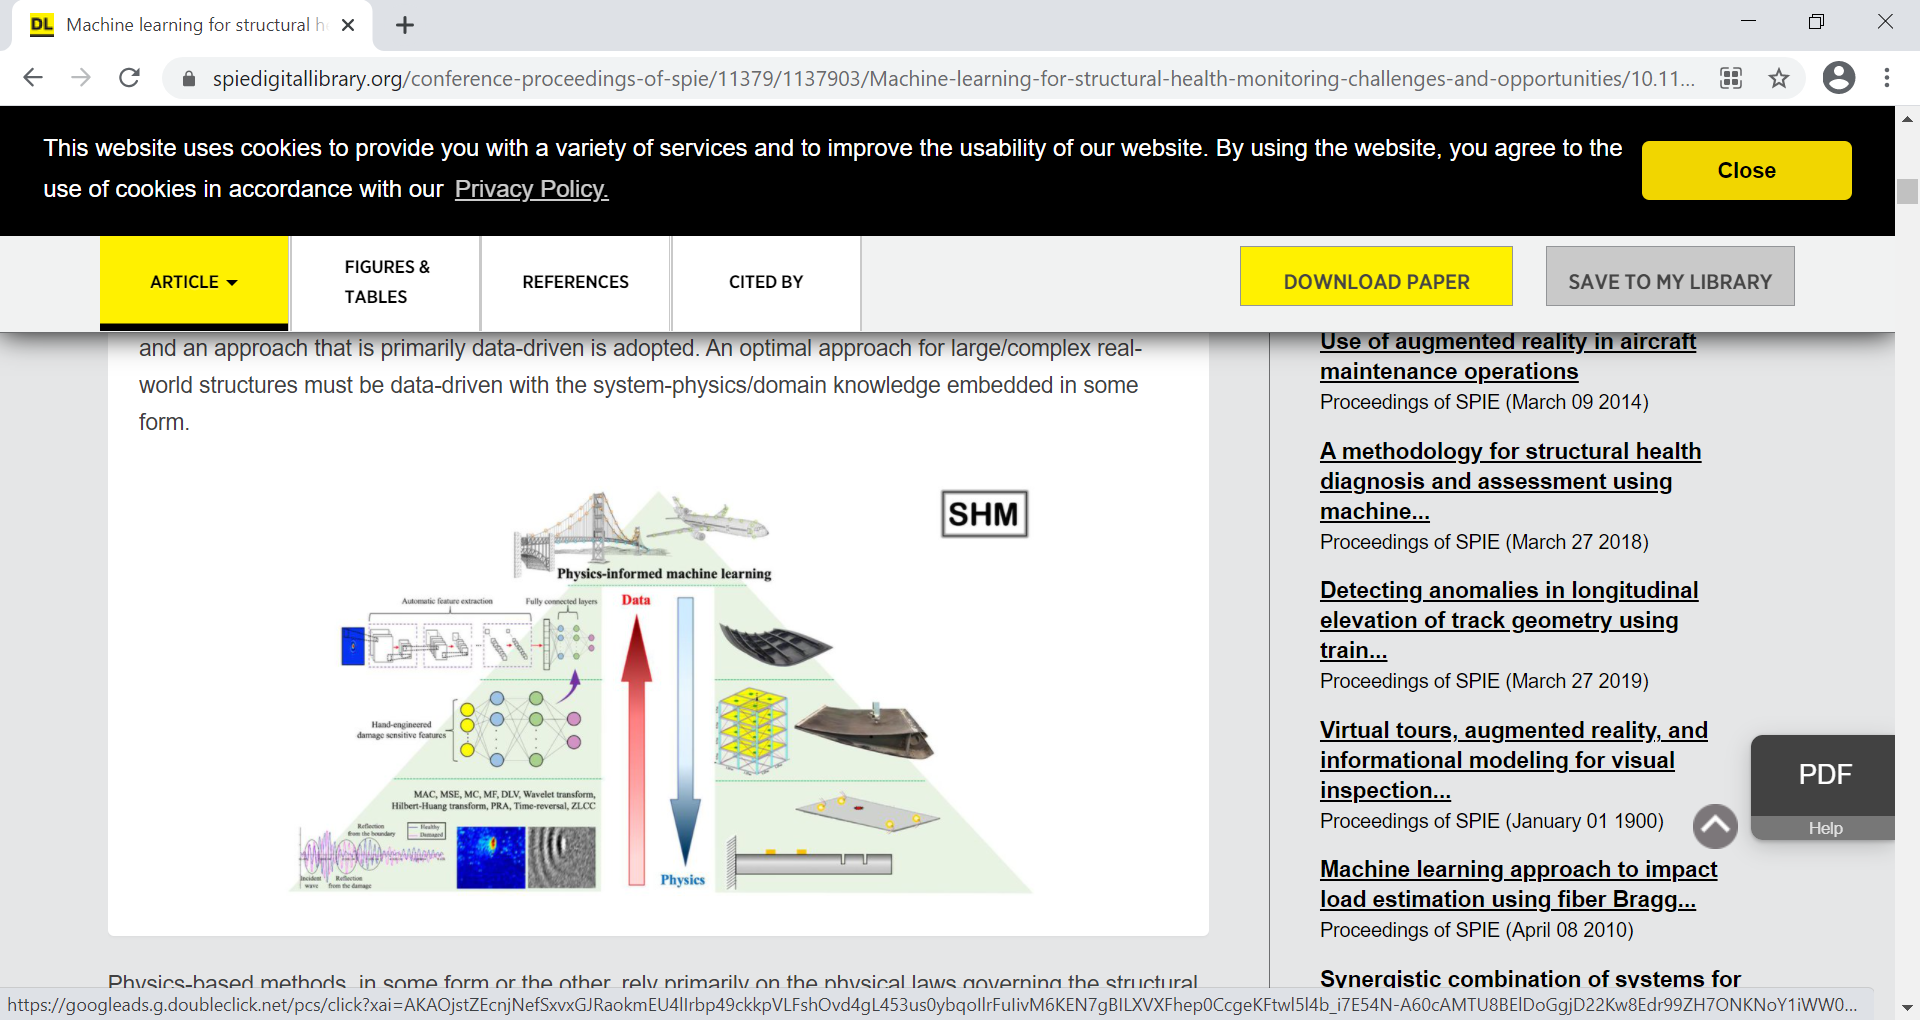 DL Machine learning for structural h
spiedigitallibrary.org/conference-proceedings-of-spie/11379/1137903/Machine-learning-for-structural-health-monitoring-challenges-and-opportunities/10.11...
This website uses cookies to provide you with a variety of services and to improve the usability of our website. By using the website, you agree to the
use of cookies in accordance with our Privacy Policy.
Close
ARTICLE
FIGURES &
TABLES
REFERENCES
CITED BY
DOWNLOAD PAPER
SAVE TO MY LIBRARY
and an approach that is primarily data-driven is adopted. An optimal approach for large/complex real-
world structures must be data-driven with the system-physics/domain knowledge embedded in some
form.
SHM
Physics-informed machine learning
Automatic feature extraction
Fully connected layers
Data
Hand-engineered
damage sensitive features
MAC, MSE, MC, MF, DLV, Wavelet transform,
Hilbert-Huang transform, PRA, Time-reversal, ZLCC
Reflection
from the boundary
Healthy
Damaged
Incident
wave
Reflection
from the damage
Physics
Physics-based methods, in some form or the other, rely primarily on the physical laws governing the structural
Use of augmented reality in aircraft
maintenance operations
Proceedings of SPIE (March 09 2014)
A methodology for structural health
diagnosis and assessment using
machine...
Proceedings of SPIE (March 27 2018)
Detecting anomalies in longitudinal
elevation of track geometry using
train...
Proceedings of SPIE (March 27 2019)
Virtual tours, augmented reality, and
informational modeling for visual
inspection...
Proceedings of SPIE (January 01 1900)
Machine learning approach to impact
load estimation using fiber Bragg...
Proceedings of SPIE (April 08 2010)
Synergistic combination of systems for
PDF
Help